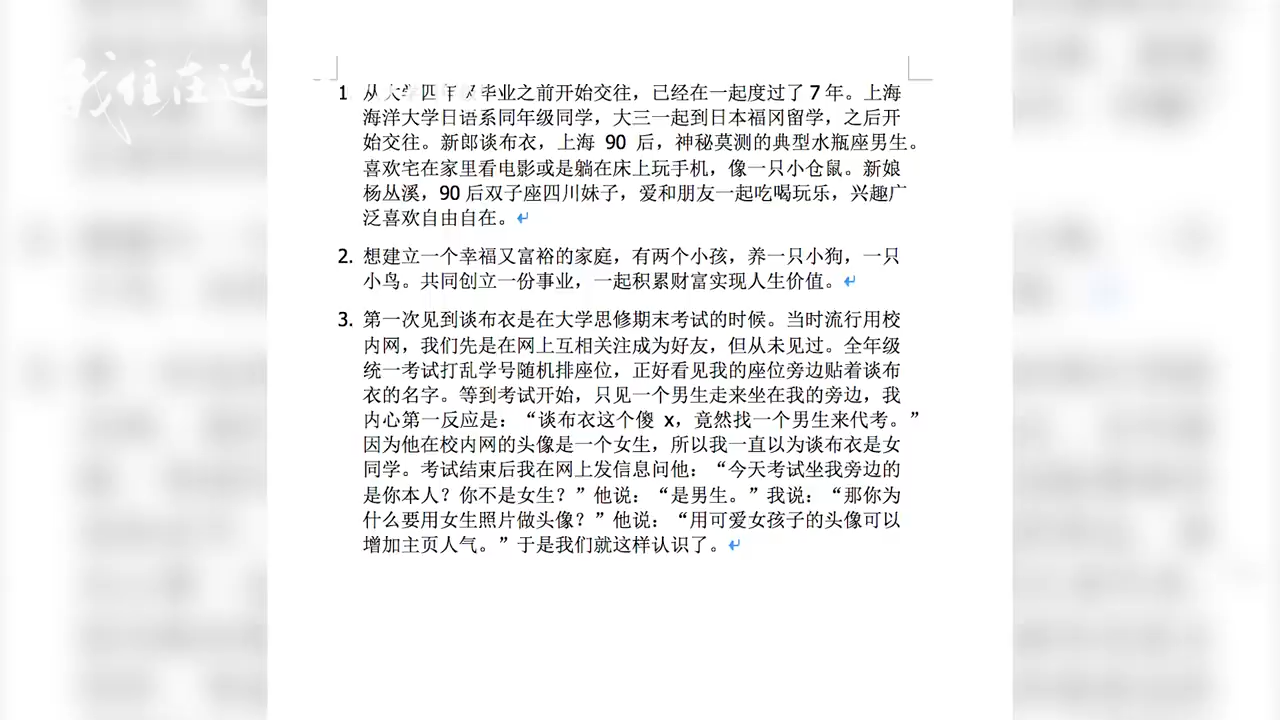 我住在这
1 从大学四年级毕业之前开始交往，已经在一起度过了 7 年。上海
海洋大学日语系同年级同学，大三一起到日本福冈留学，之后开
始交往。新郎谈布衣，上海 90 后，神秘莫测的典型水瓶座男生。
喜欢宅在家里看电影或是躺在床上玩手机，像一只小仓鼠。新娘
杨丛溪，90 后双子座四川妹子，爱和朋友一起吃喝玩乐，兴趣广
泛喜欢自由自在。
2. 想建立一个幸福又富裕的家庭，有两个小孩，养一只小狗，一只
小鸟。共同创立一份事业，一起积累财富实现人生价值。
3. 第一次见到谈布衣是在大学思修期末考试的时候。当时流行用校
内网，我们先是在网上互相关注成为好友，但从未见过。全年级
统一考试打乱学号随机排座位，正好看见我的座位旁边贴着谈布
衣的名字。等到考试开始，只见一个男生走来坐在我的旁边，我
内心第一反应是：“谈布衣这个傻 x，竟然找一个男生来代考。”
因为他在校内网的头像是一个女生，所以我一直以为谈布衣是女
同学。考试结束后我在网上发信息问他：“今天考试坐我旁边的
是你本人？你不是女生？”他说：“是男生。”我说：“那你为
什么要用女生照片做头像？”他说：“用可爱女孩子的头像可以
增加主页人气。”于是我们就这样认识了。